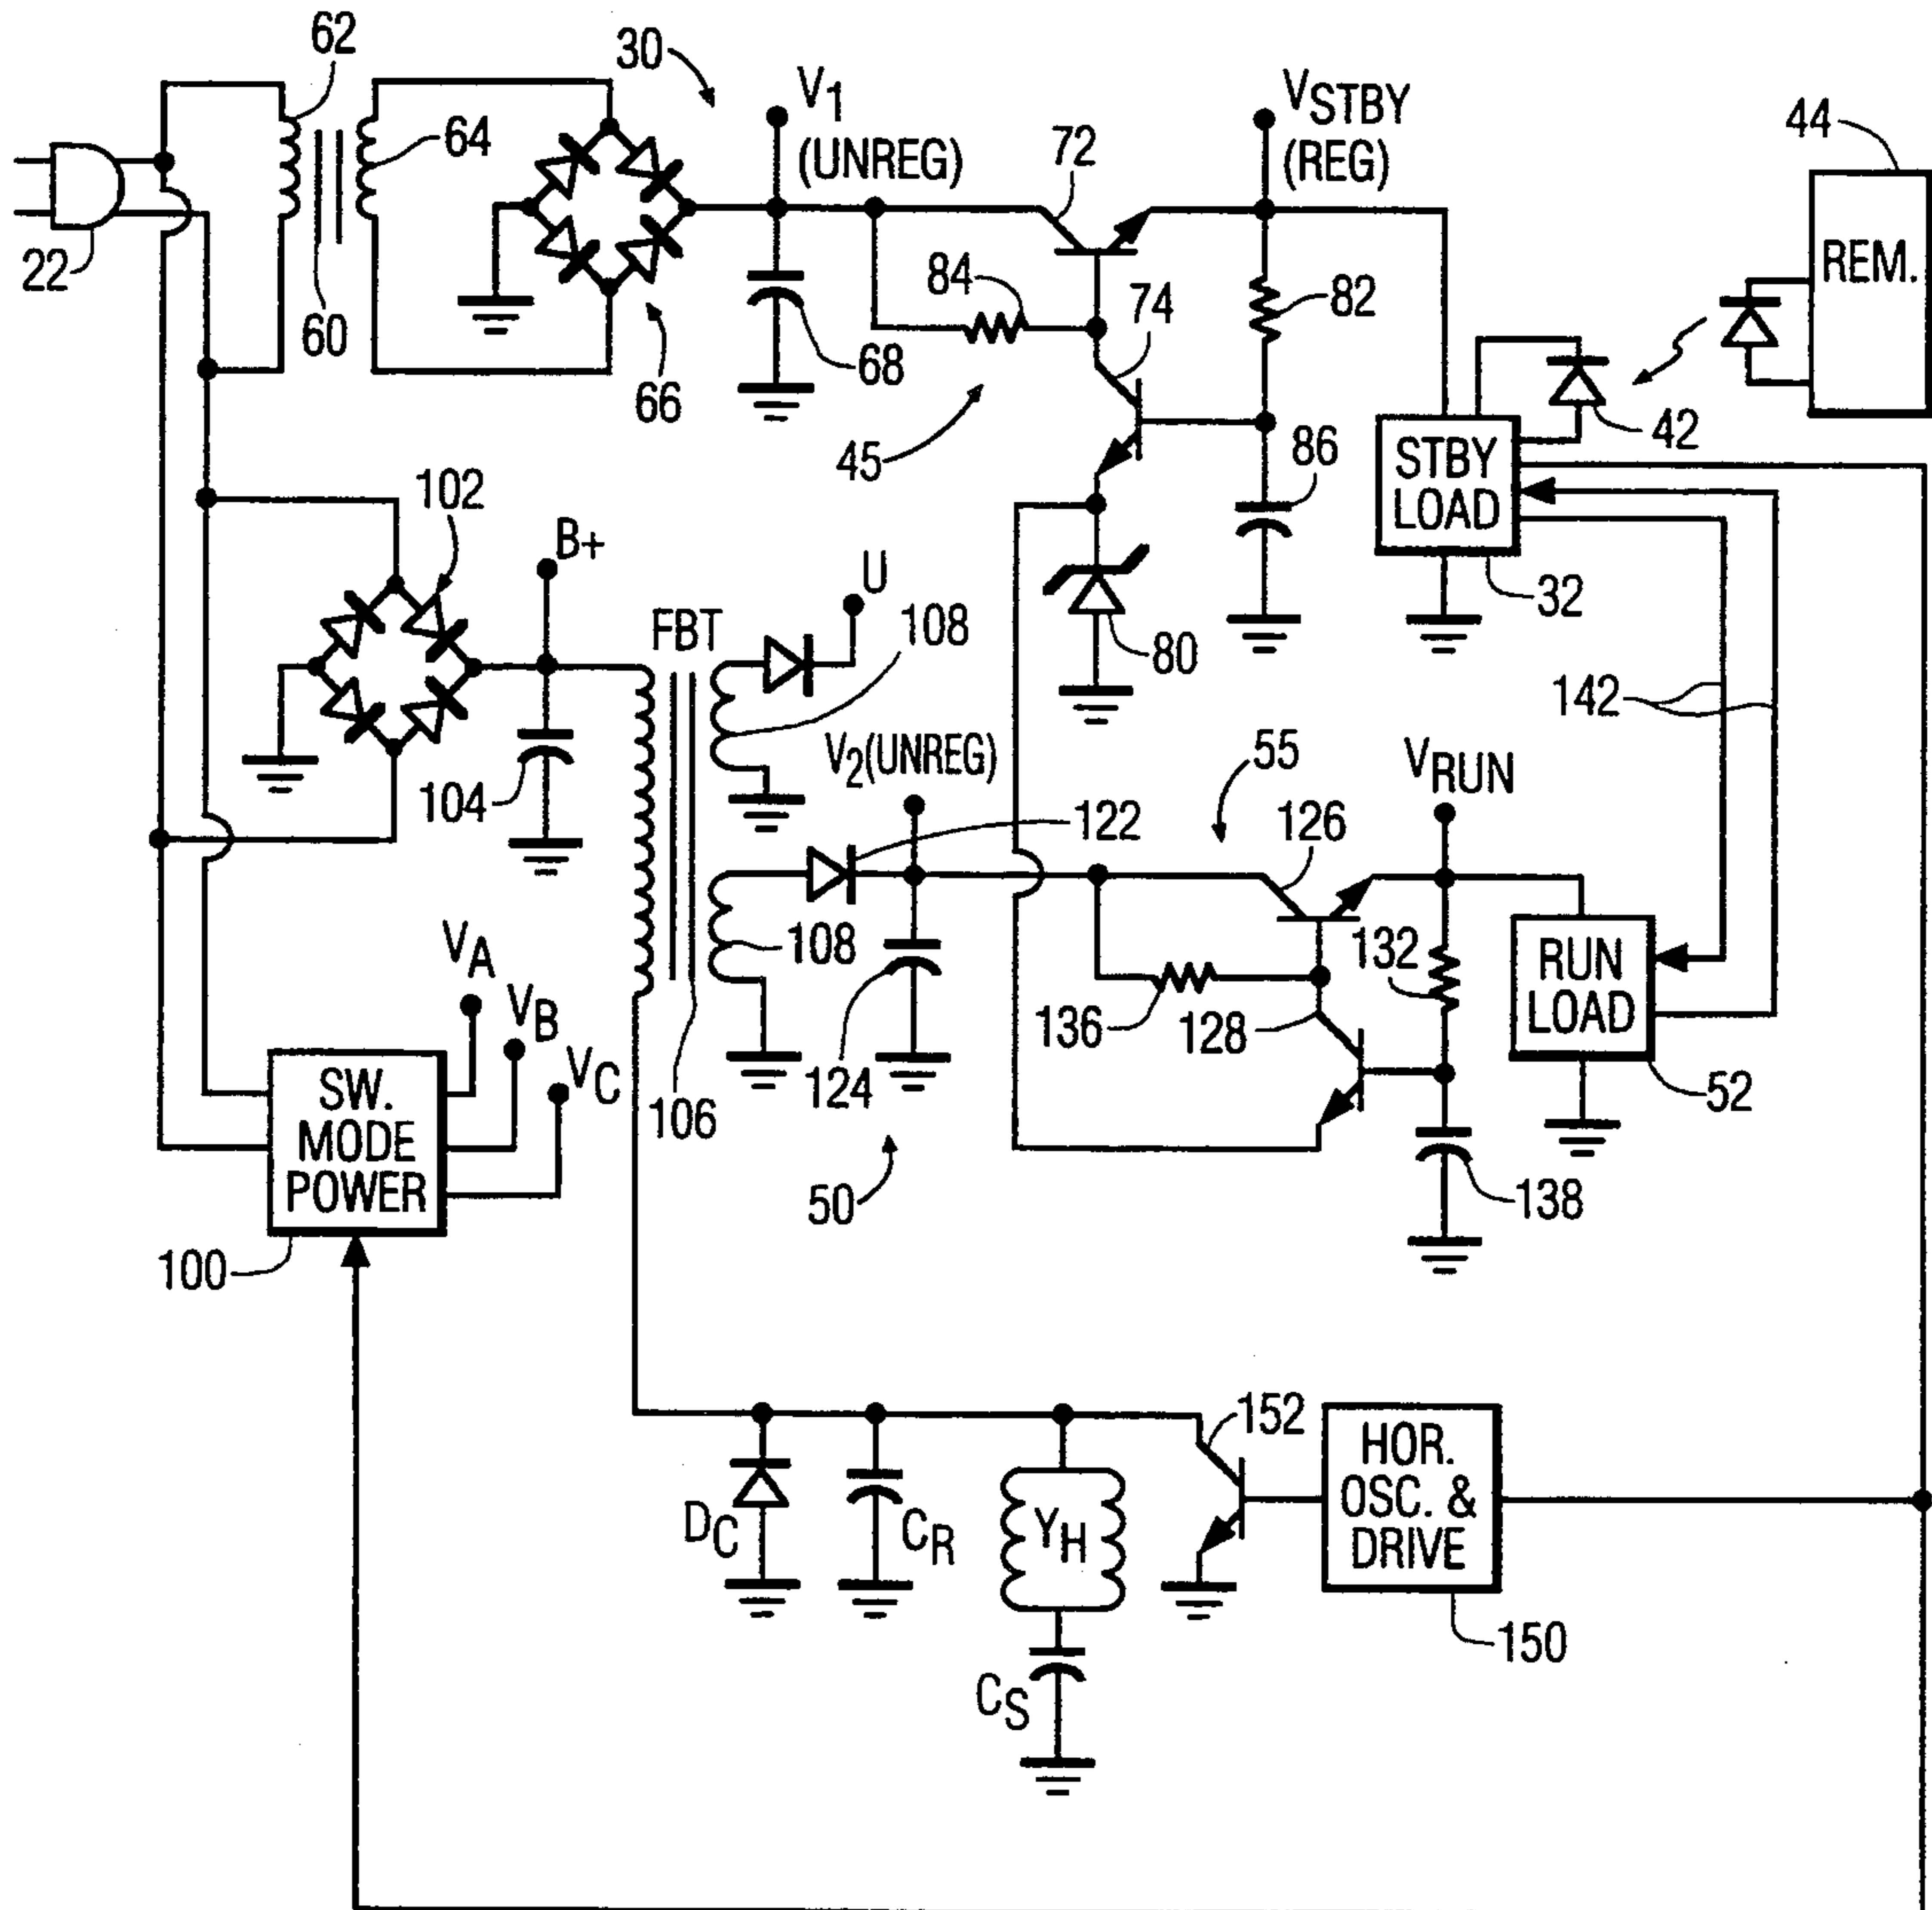 62
30
V1
(UNREG)
VSTBY
(REG)
44
72
64
REM.
22
84
74
82
60
68
66
45
86
42
STBY
LOAD
102
B+
U
32
FBT
108
80
142
V2(UNREG)
55
VRUN
104
122
126
VA
108
132
RUN
LOAD
VB
136
128
VC
124
52
SW.
MODE
POWER
106
50
138
100
152
HOR.
OSC. &
DRIVE
DC
CR
YH
150
CS